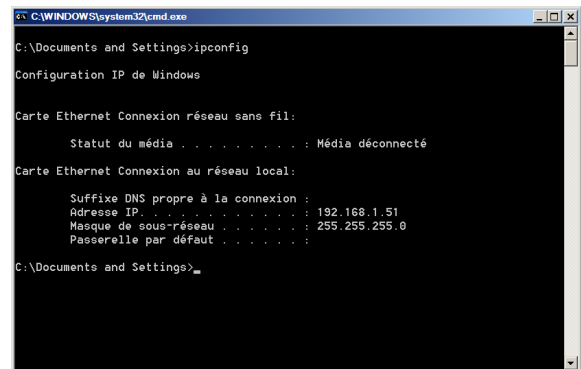 C:\WINDOWS\system32\cmd.exe
C:\Documents and Settings>ipconfig
Configuration IP de Windows
Carte Ethernet Connexion réseau sans fil:
Statut du média . . . . . . . . . : Média déconnecté
Carte Ethernet Connexion au réseau local:
Suffixe DNS propre à la connexion :
Adresse IP. . . . . . . . . . . . : 192.168.1.51
Masque de sous-réseau . . . . . . : 255.255.255.0
Passerelle par défaut . . . . . . :
C:\Documents and Settings>_